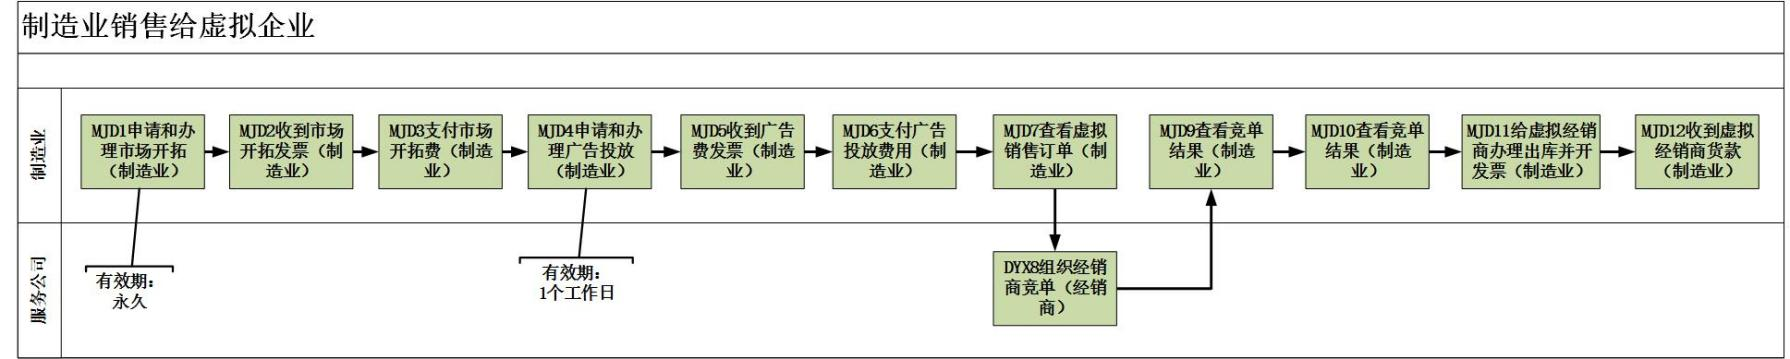 制造业销售给虚拟企业
制造业
MJD1申请和办
理市场开拓
（制造业）
MJD2收到市场
开拓发票（制
造业）
MJD3支付市场
开拓费（制造
业）
MJD4申请和办
理广告投放
（制造业）
MJD5收到广告
费发票（制造
业）
MJD6支付广告
投放费用（制
造业）
MJD7查看虚拟
销售订单（制
造业）
MJD9查看竞单
结果（制造
业）
MJD10查看竞单
结果（制造
业）
MJD11给虚拟经销
商办理出库并开
发票（制造业）
MJD12收到虚拟
经销商货款
（制造业）
服务公司
有效期：
永久
有效期：
1个工作日
DYX8组织经销
商竞单（经销
商）